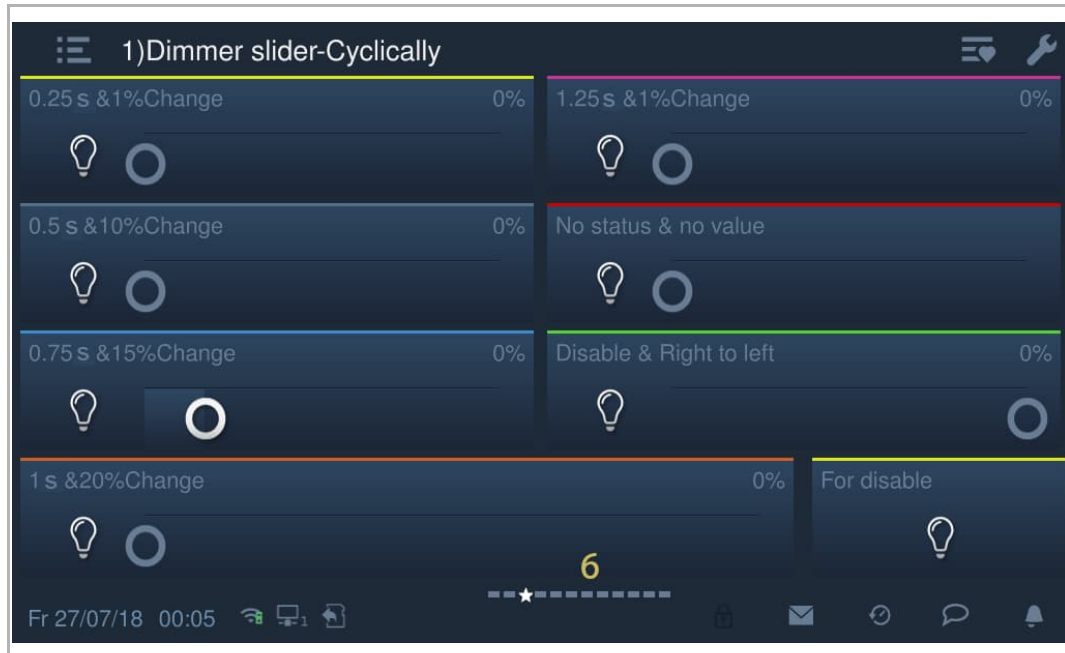 1)Dimmer slider-Cyclically
0.25 s &1%Change 0%
1.25 s &1%Change 0%
0.5 s &10%Change 0%
No status & no value
0.75 s &15%Change 0%
Disable & Right to left 0%
1 s &20%Change 0%
For disable
6
Fr 27/07/18 00:05 1